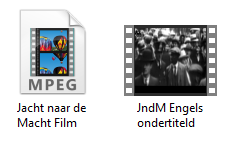 MPEG
Jacht naar de
Macht Film
JndM Engels
ondertiteld